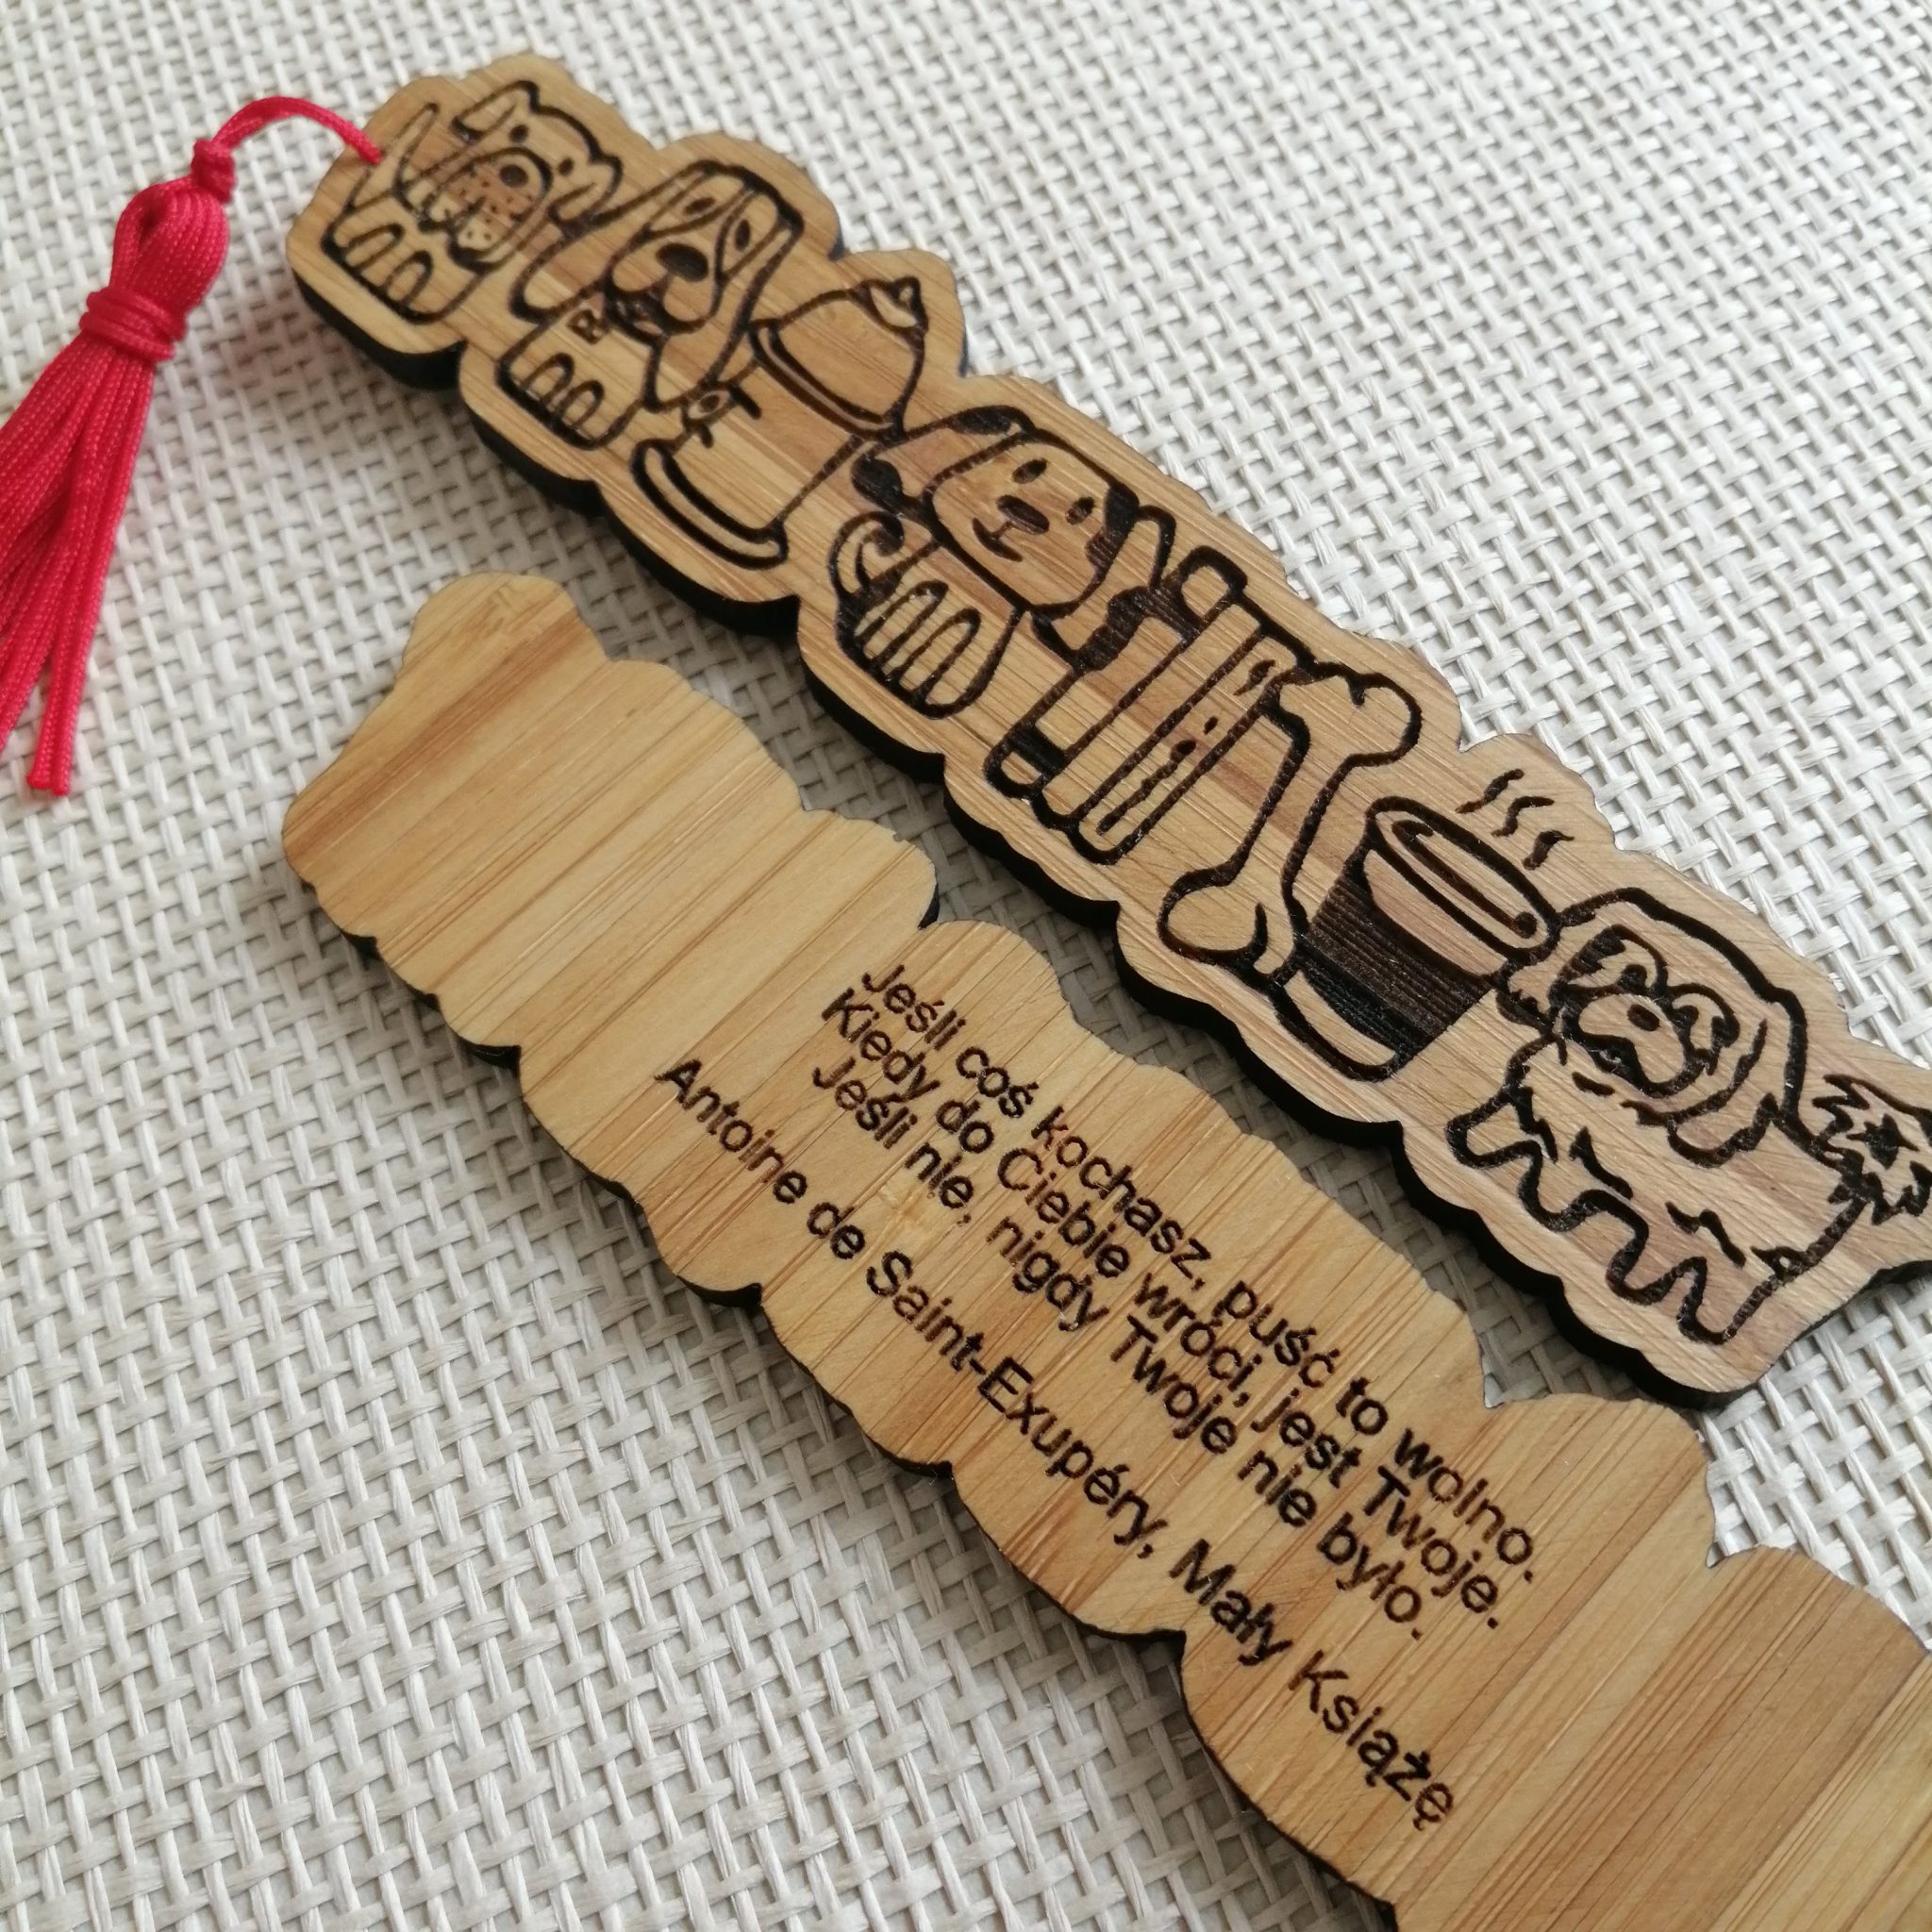 R
Jeśli coś kochasz, puść to wolno.
Kiedy do Ciebie wróci, jest Twoje.
Jeśli nie, nigdy Twoje nie było.
Antoine de Saint-Exupéry, Mały Książę